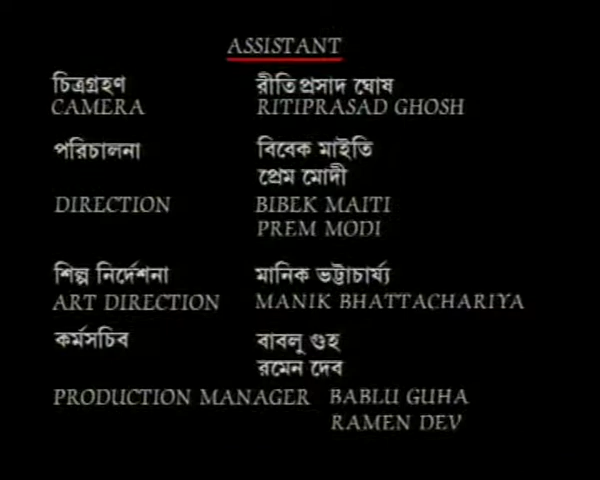 ASSISTANT
চিত্রগ্রহণ রীতিপ্রসাদ ঘোষ
CAMERA RITIPRASAD GHOSH
পরিচালনা বিবেক মাইতি
প্রেম মোদী
DIRECTION BIBEK MAITI
PREM MODI
শিল্প নির্দেশনা মানিক ভট্টাচার্য্য
ART DIRECTION MANIK BHATTACHARIYA
কর্মসচিব বাবলু গুহ
রমেন দেব
PRODUCTION MANAGER BABLU GUHA
RAMEN DEV